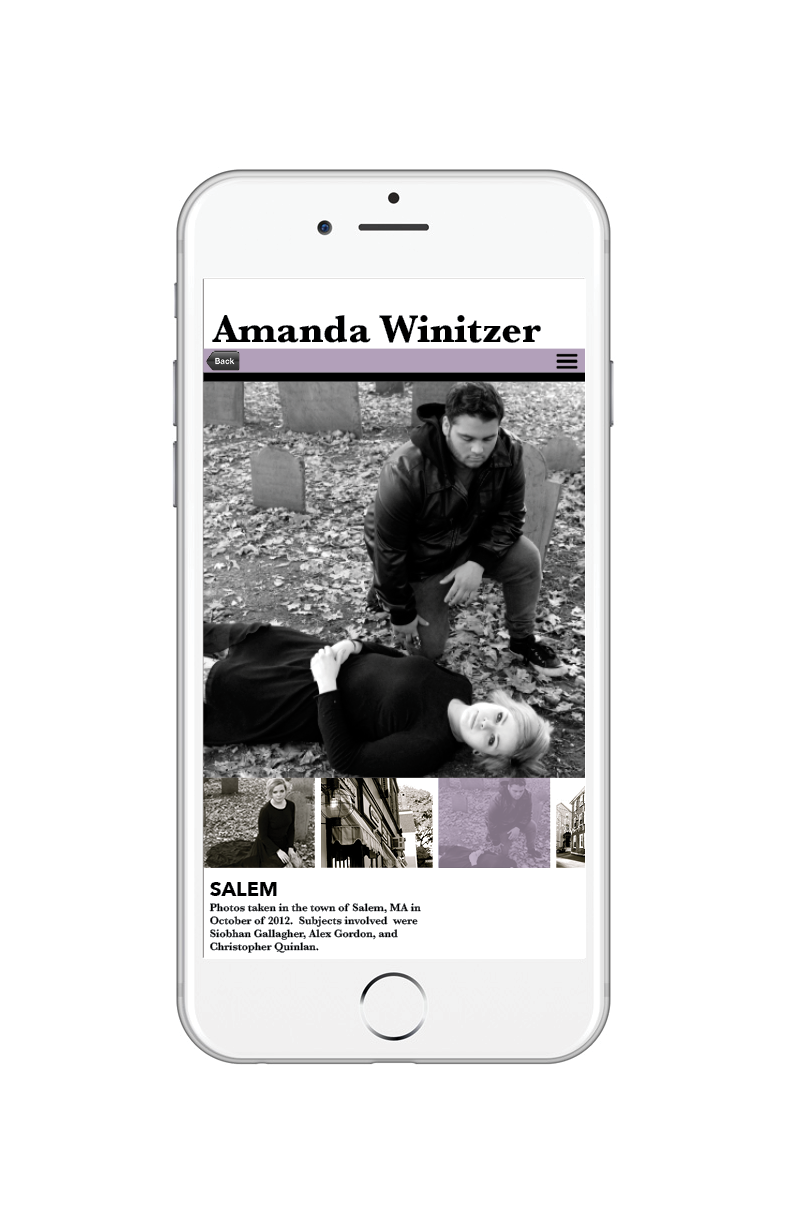 Amanda Winitzer
Back
SALEM
Photos taken in the town of Salem, MA in
October of 2012.  Subjects involved  were
Siobhan Gallagher, Alex Gordon, and
Christopher Quinlan.